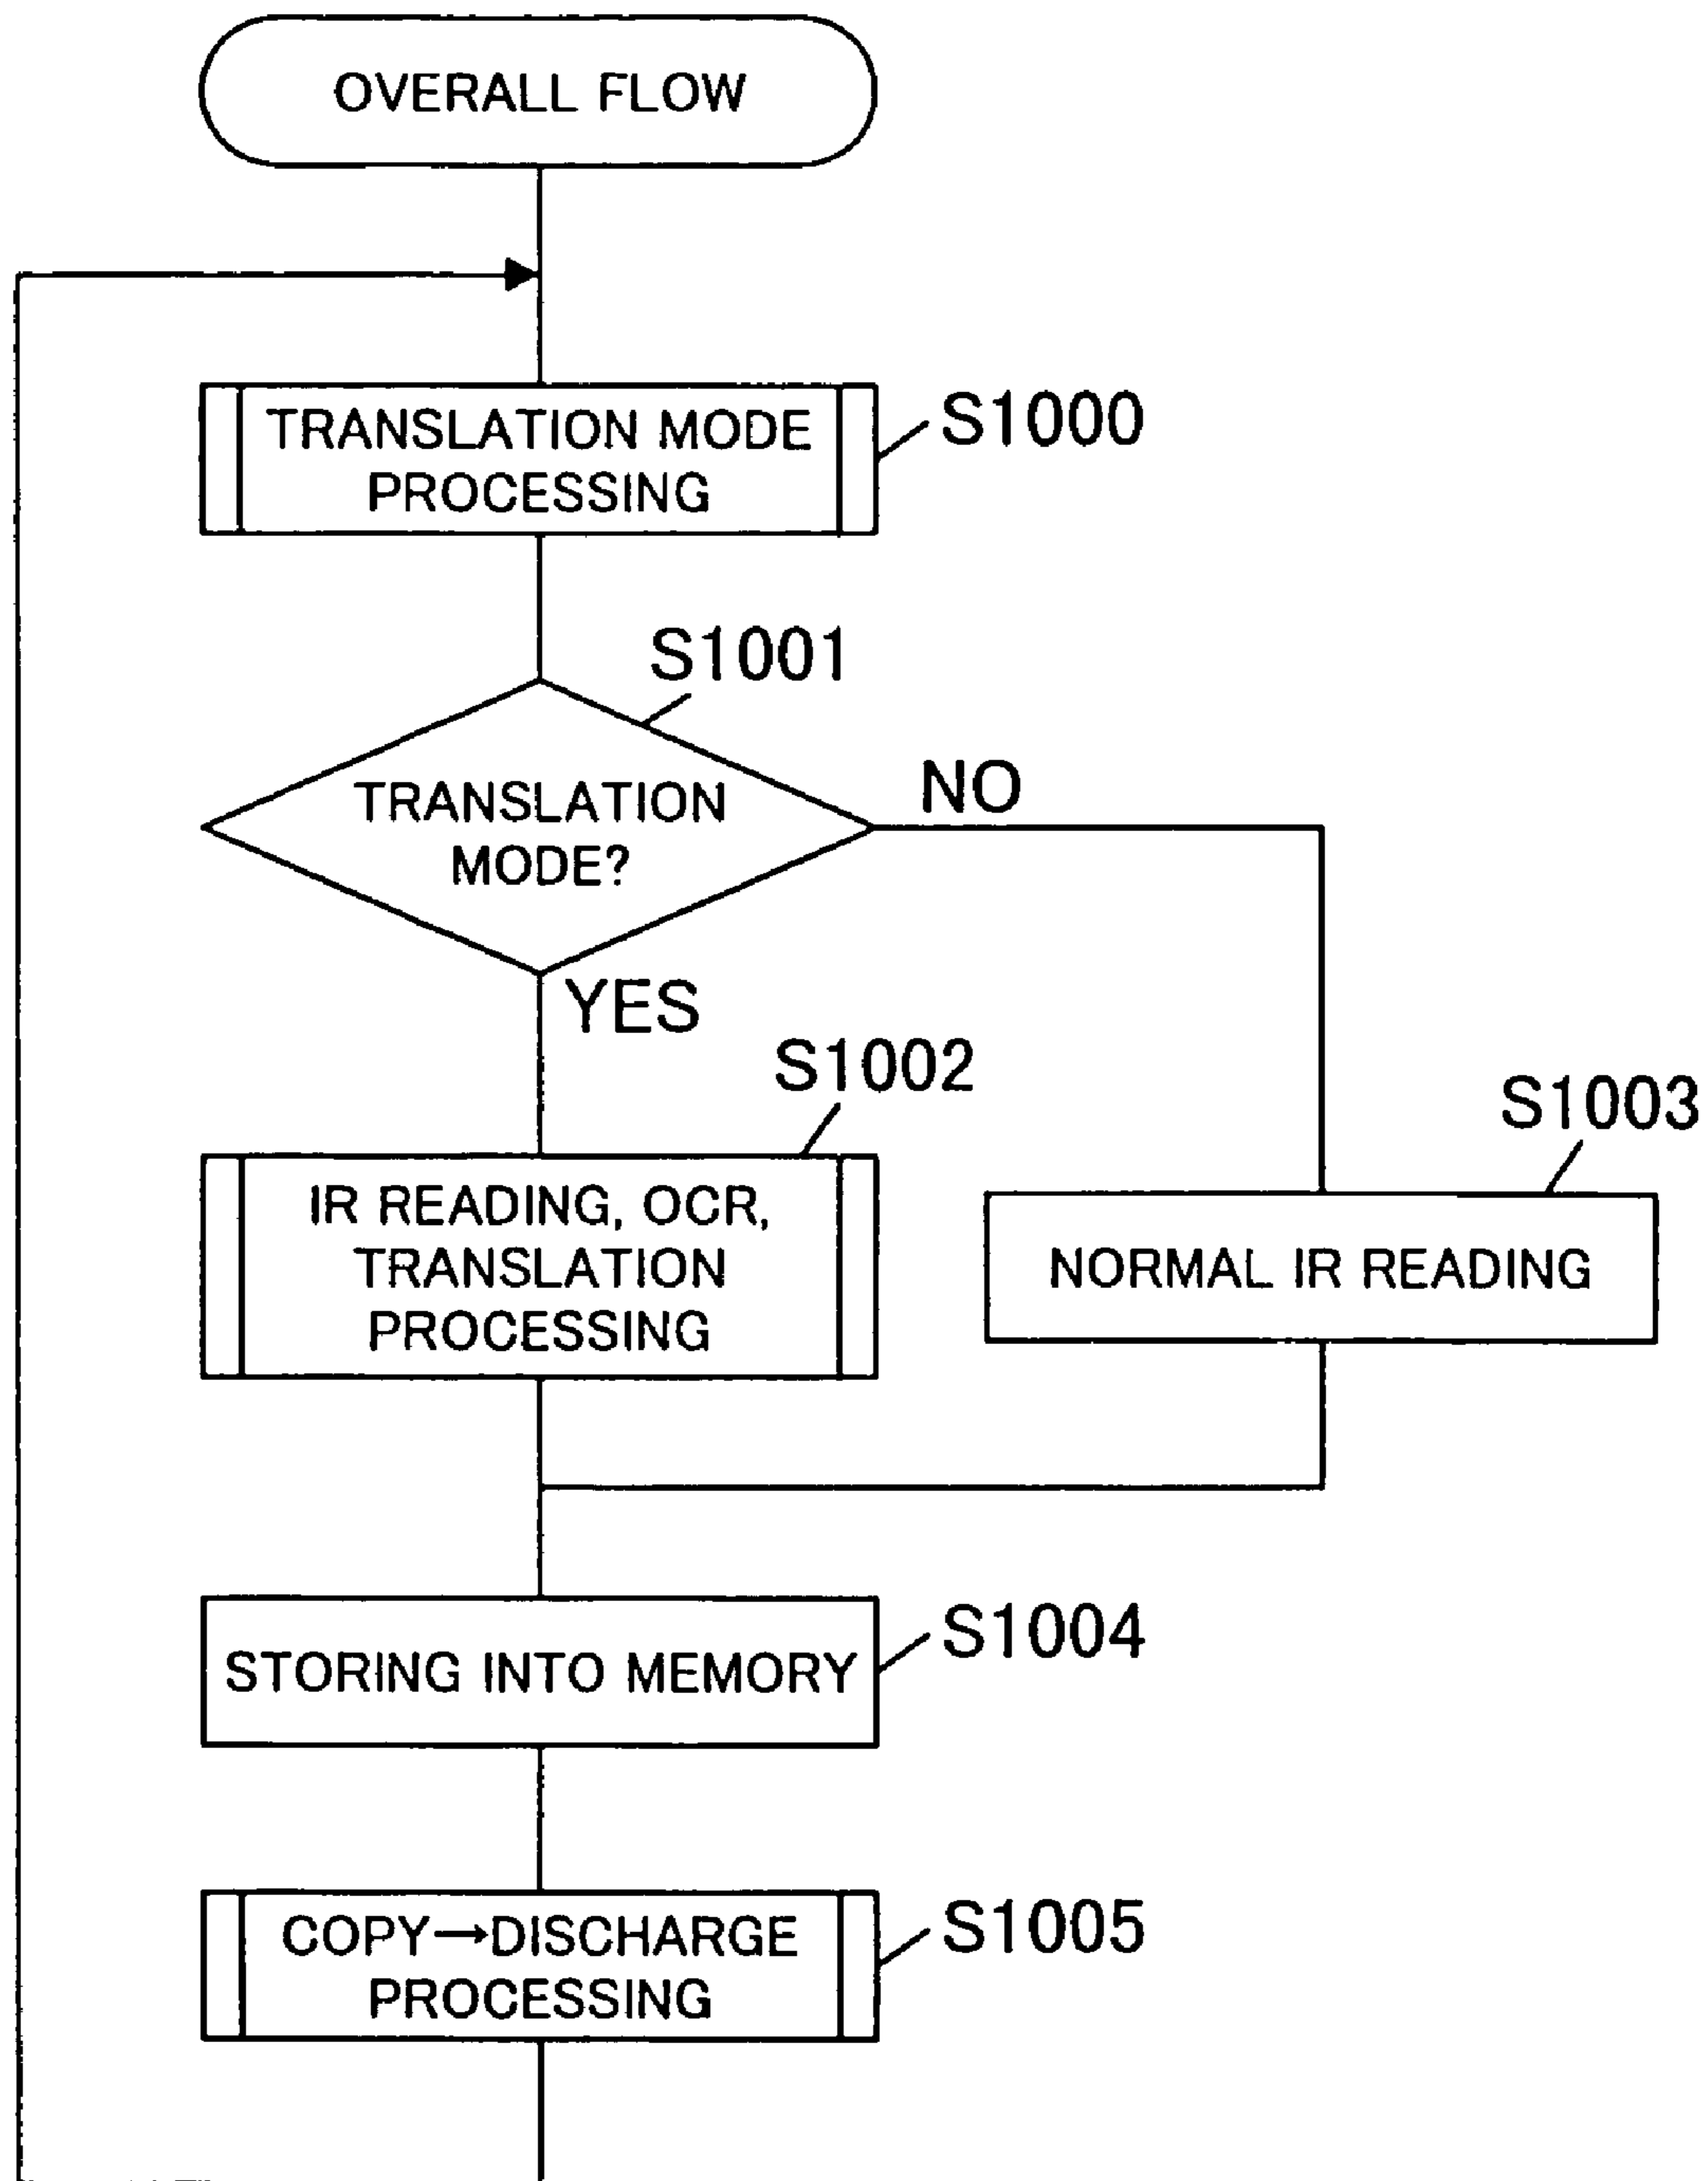 OVERALL FLOW
TRANSLATION MODE
PROCESSING
S1000
S1001
TRANSLATION
MODE?
NO
YES
S1002
IR READING, OCR,
TRANSLATION
PROCESSING
S1003
NORMAL IR READING
STORING INTO MEMORY
S1004
COPY→DISCHARGE
PROCESSING
S1005